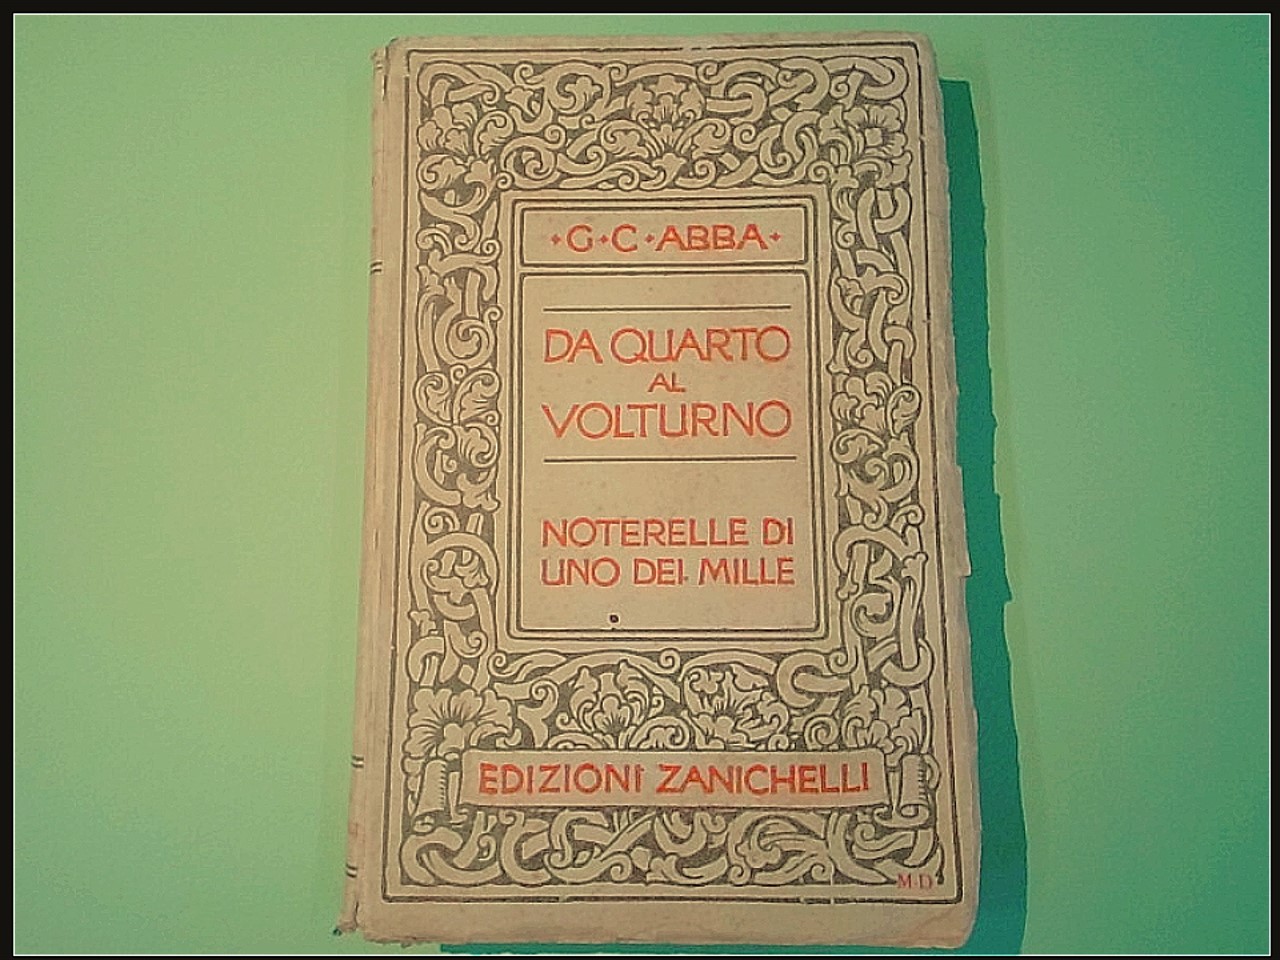 G·C·ABBA
DA QUARTO
AL
VOLTURNO
NOTERELLE DI
UNO DEI MILLE
EDIZIONI ZANICHELLI
M·D